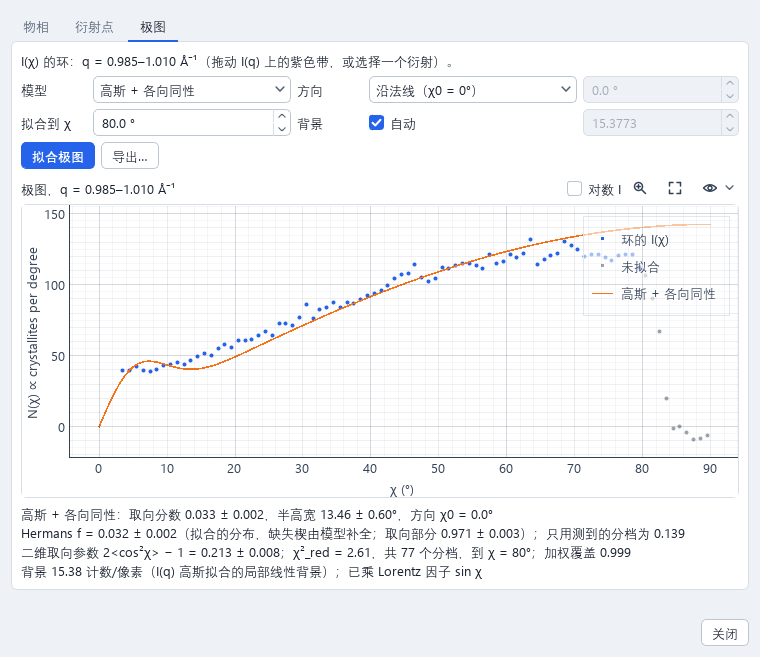 物相 衍射点 极图
I(χ) 的环：q = 0.985–1.010 Å⁻¹（拖动 I(q) 上的紫色带，或选择一个衍射）。
模型 高斯 + 各向同性 方向 沿法线（χ0 = 0°） 0.0 °
拟合到 χ 80.0 ° 背景 自动 15.3773
拟合极图 导出...
极图，q = 0.985–1.010 Å⁻¹ 对数 I
N(χ) ∝ crystallites per degree
150
100
50
0
环的 I(χ)
未拟合
高斯 + 各向同性
0 10 20 30 40 50 60 70 80 90
χ (°)
高斯 + 各向同性：取向分数 0.033 ± 0.002，半高宽 13.46 ± 0.60°，方向 χ0 = 0.0°
Hermans f = 0.032 ± 0.002（拟合的分布，缺失楔由模型补全；取向部分 0.971 ± 0.003）；只用测到的分档为 0.139
二维取向参数 2<cos²χ> − 1 = 0.213 ± 0.008；χ²_red = 2.61，共 77 个分档，到 χ = 80°；加权覆盖 0.999
背景 15.38 计数/像素（I(q) 高斯拟合的局部线性背景）；已乘 Lorentz 因子 sin χ
关闭